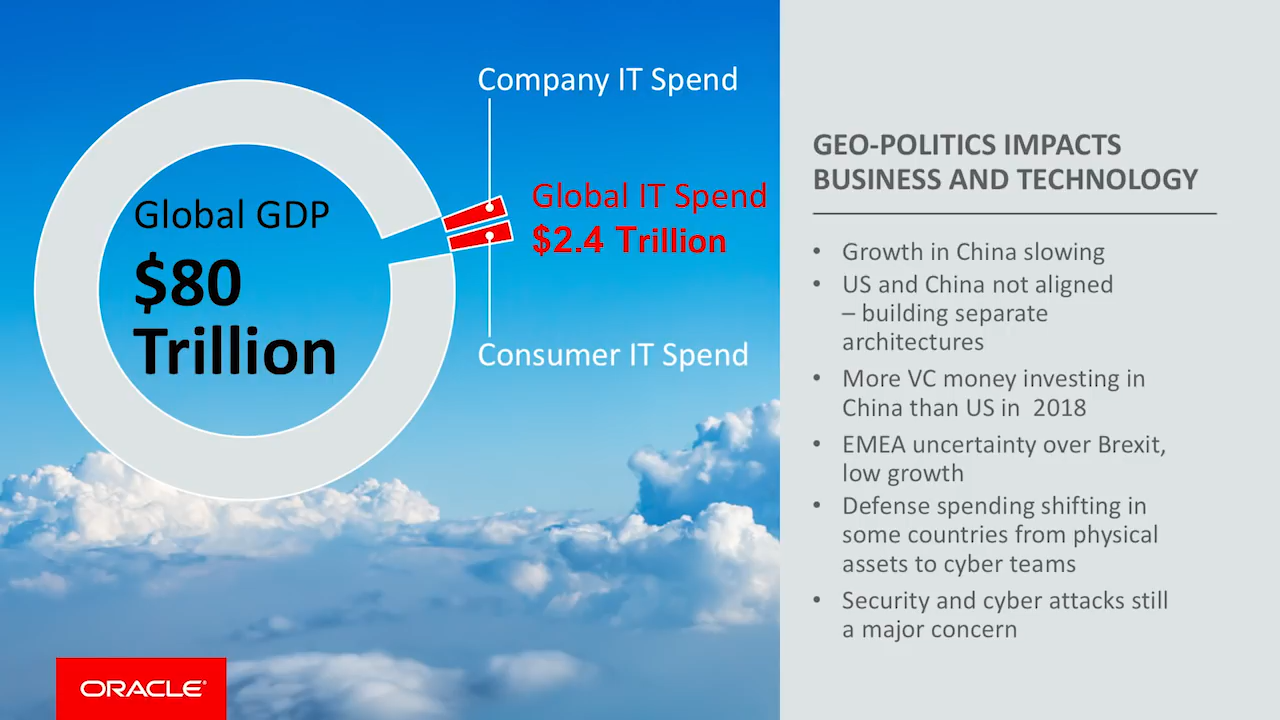 Company IT Spend
Global GDP
$80
Trillion
Global IT Spend
$2.4 Trillion
Consumer IT Spend
ORACLE®
GEO-POLITICS IMPACTS
BUSINESS AND TECHNOLOGY
• Growth in China slowing
• US and China not aligned
– building separate
architectures
• More VC money investing in
China than US in 2018
• EMEA uncertainty over Brexit,
low growth
• Defense spending shifting in
some countries from physical
assets to cyber teams
• Security and cyber attacks still
a major concern